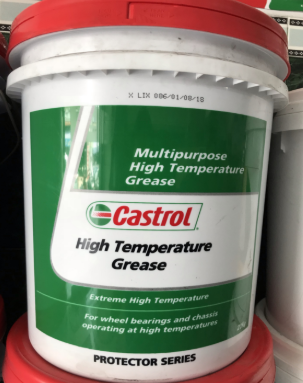 X LIX 006/01/08/18
Multipurpose
High Temperature
Grease
Castrol
High Temperature
Grease
Extreme High Temperature
For wheel bearings and chassis
operating at high temperatures
PROTECTOR SERIES